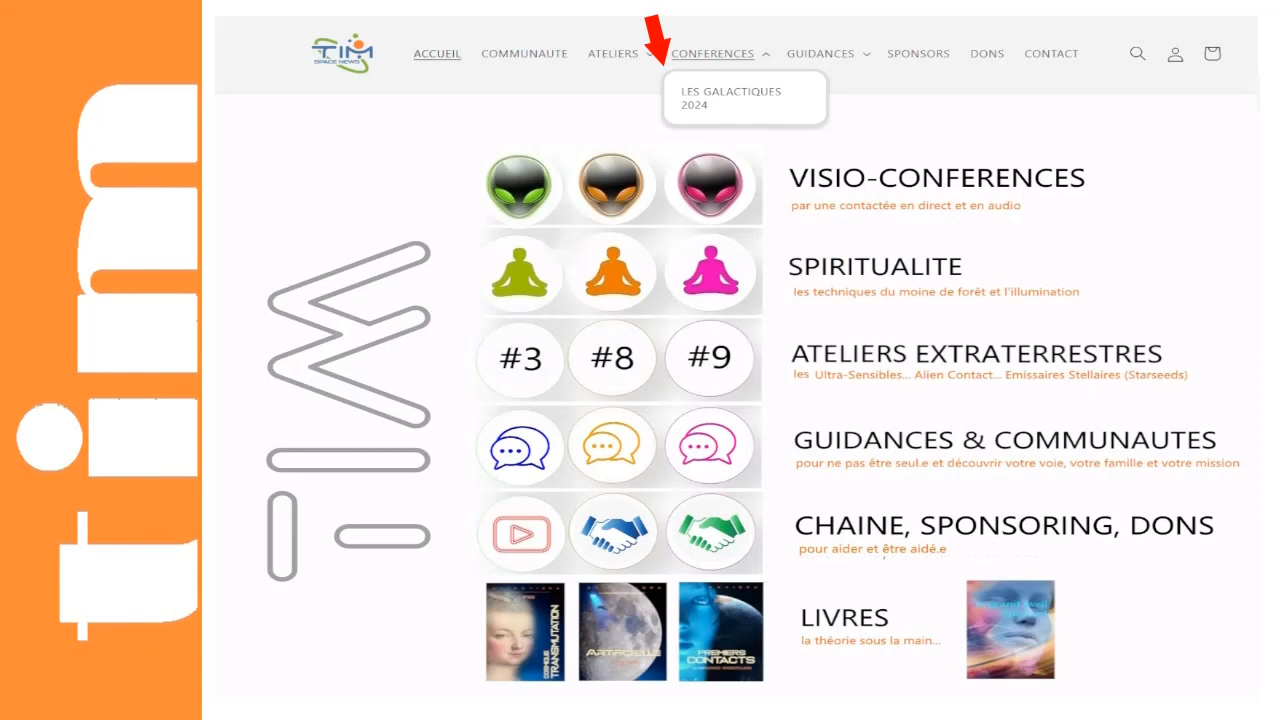 tim
TIM
SPACE NEWS
ACCUEIL COMMUNAUTE ATELIERS CONFERENCES GUIDANCES SPONSORS DONS CONTACT
LES GALACTIQUES
2024
TIM
VISIO-CONFERENCES
par une contactée en direct et en audio
SPIRITUALITE
les techniques du moine de forêt et l'illumination
#3 #8 #9
ATELIERS EXTRATERRESTRES
les Ultra-Sensibles... Alien Contact... Emissaires Stellaires (Starseeds)
GUIDANCES & COMMUNAUTES
pour ne pas être seul.e et découvrir votre voie, votre famille et votre mission
CHAINE, SPONSORING, DONS
pour aider et être aidé.e
COSMIQUE
TRANSMUTATION
ARTIFICIELLE
PREMIERS
CONTACTS
LIVRES
la théorie sous la main...